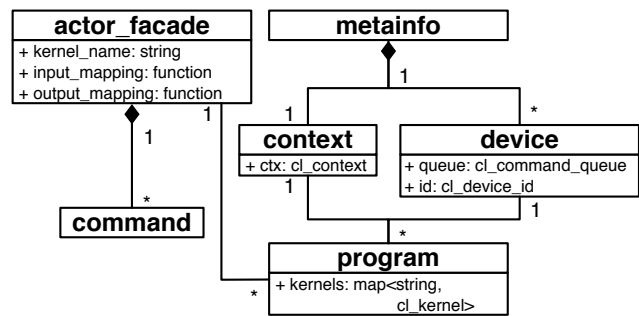 actor_facade
+ kernel_name: string
+ input_mapping: function
+ output_mapping: function
1
1
*
command
metainfo
1
1
*
context
+ ctx: cl_context
1
device
+ queue: cl_command_queue
+ id: cl_device_id
1
*
program
+ kernels: map<string,
cl_kernel>
*